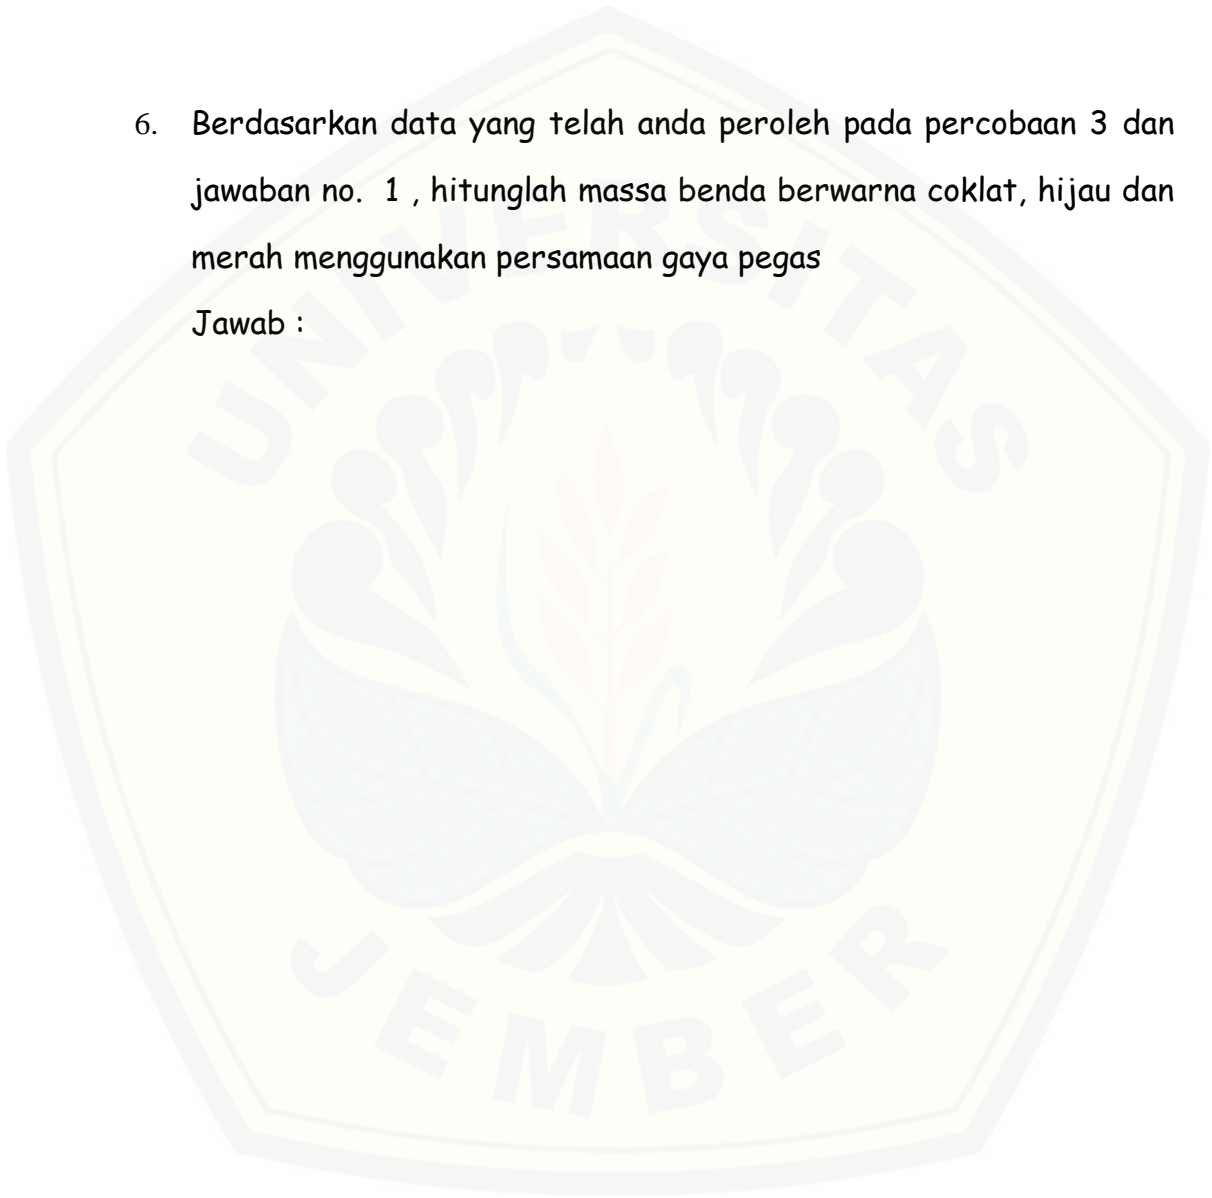 6. Berdasarkan data yang telah anda peroleh pada percobaan 3 dan
jawaban no. 1 , hitunglah massa benda berwarna coklat, hijau dan
merah menggunakan persamaan gaya pegas
Jawab :
UNIVERSITAS
JEMBER